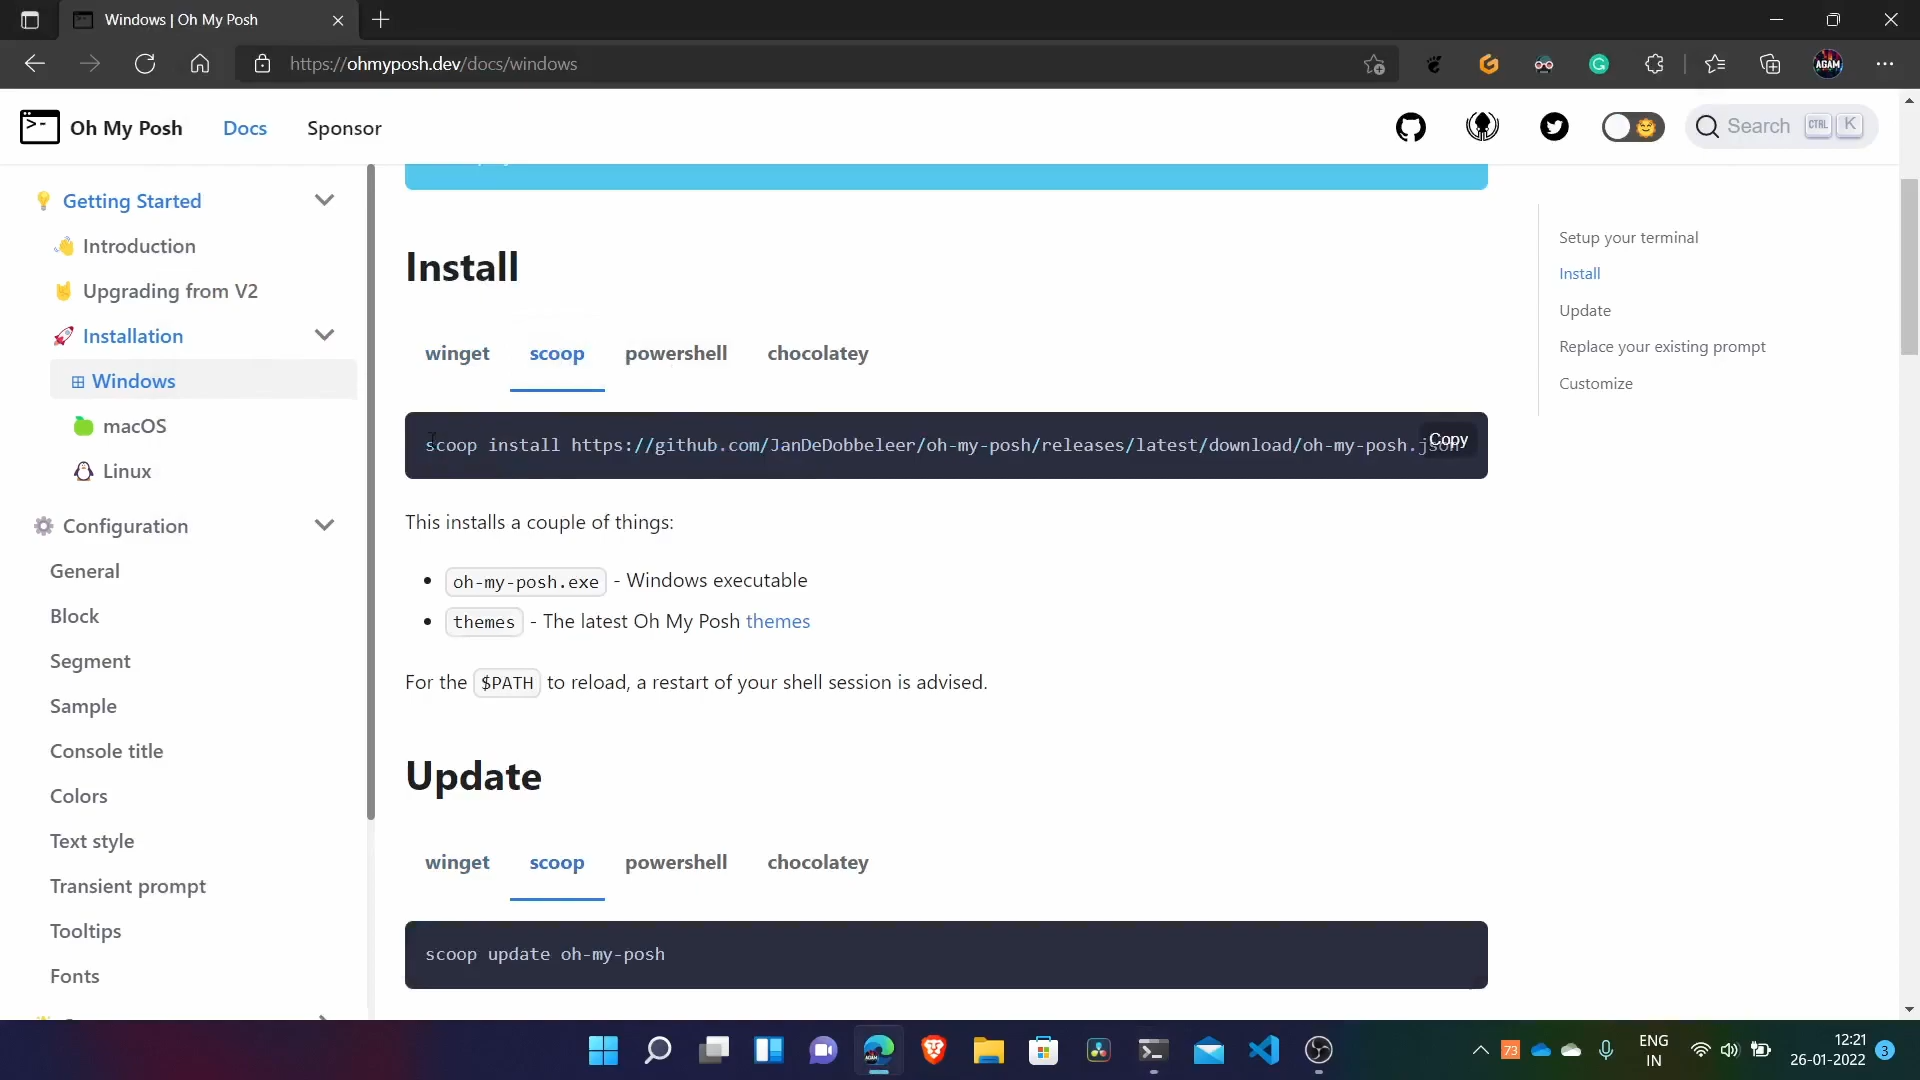 Windows | Oh My Posh
https://ohmyposh.dev/docs/windows
AGAM
Oh My Posh
Docs
Sponsor
Search CTRL K
Getting Started
Introduction
Upgrading from V2
Installation
Windows
macOS
Linux
Configuration
General
Block
Segment
Sample
Console title
Colors
Text style
Transient prompt
Tooltips
Fonts
Install
winget scoop powershell chocolatey
scoop install https://github.com/JanDeDobbeleer/oh-my-posh/releases/latest/download/oh-my-posh.json
Copy
This installs a couple of things:
oh-my-posh.exe - Windows executable
themes - The latest Oh My Posh themes
For the $PATH to reload, a restart of your shell session is advised.
Update
winget scoop powershell chocolatey
scoop update oh-my-posh
Setup your terminal
Install
Update
Replace your existing prompt
Customize
73
ENG
IN
12:21
26-01-2022
3